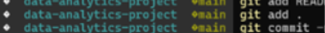 data-analytics-project main git add READ
data-analytics-project main git add .
data-analytics-project main git commit -